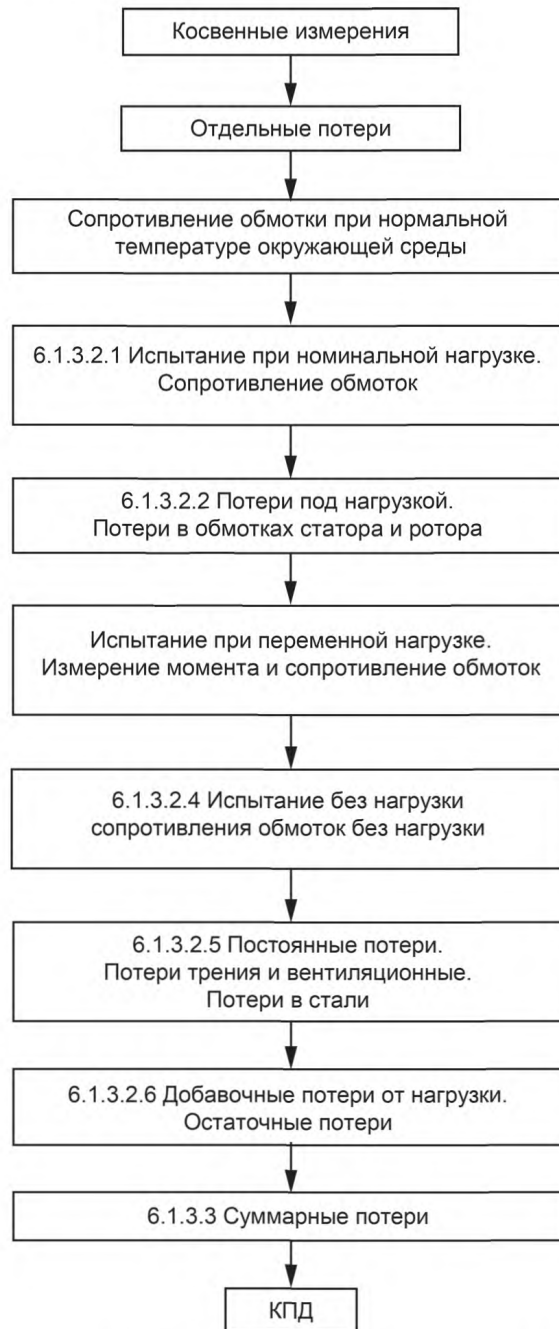 Косвенные измерения
Отдельные потери
Сопротивление обмотки при нормальной
температуре окружающей среды
6.1.3.2.1 Испытание при номинальной нагрузке.
Сопротивление обмоток
6.1.3.2.2 Потери под нагрузкой.
Потери в обмотках статора и ротора
Испытание при переменной нагрузке.
Измерение момента и сопротивление обмоток
6.1.3.2.4 Испытание без нагрузки
сопротивления обмоток без нагрузки
6.1.3.2.5 Постоянные потери.
Потери трения и вентиляционные.
Потери в стали
6.1.3.2.6 Добавочные потери от нагрузки.
Остаточные потери
6.1.3.3 Суммарные потери
КПД